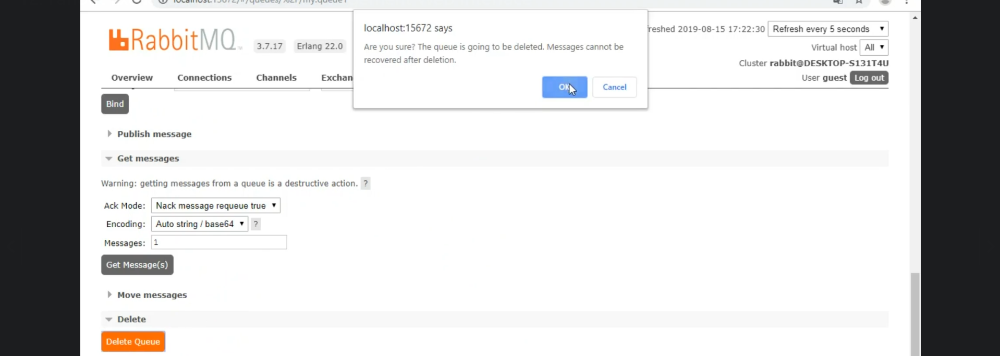 localhost:15672/#/queues/%2F/my.queue1
localhost:15672 says
Are you sure? The queue is going to be deleted. Messages cannot be
recovered after deletion.
OK
Cancel
RabbitMQ
TM
3.7.17
Erlang 22.0
freshed 2019-08-15 17:22:30
Refresh every 5 seconds
Virtual host
All
Cluster rabbit@DESKTOP-S131T4U
User guest
Log out
Overview
Connections
Channels
Exchan
Bind
Publish message
Get messages
Warning: getting messages from a queue is a destructive action. ?
Ack Mode: Nack message requeue true
Encoding: Auto string / base64 ?
Messages: 1
Get Message(s)
Move messages
Delete
Delete Queue